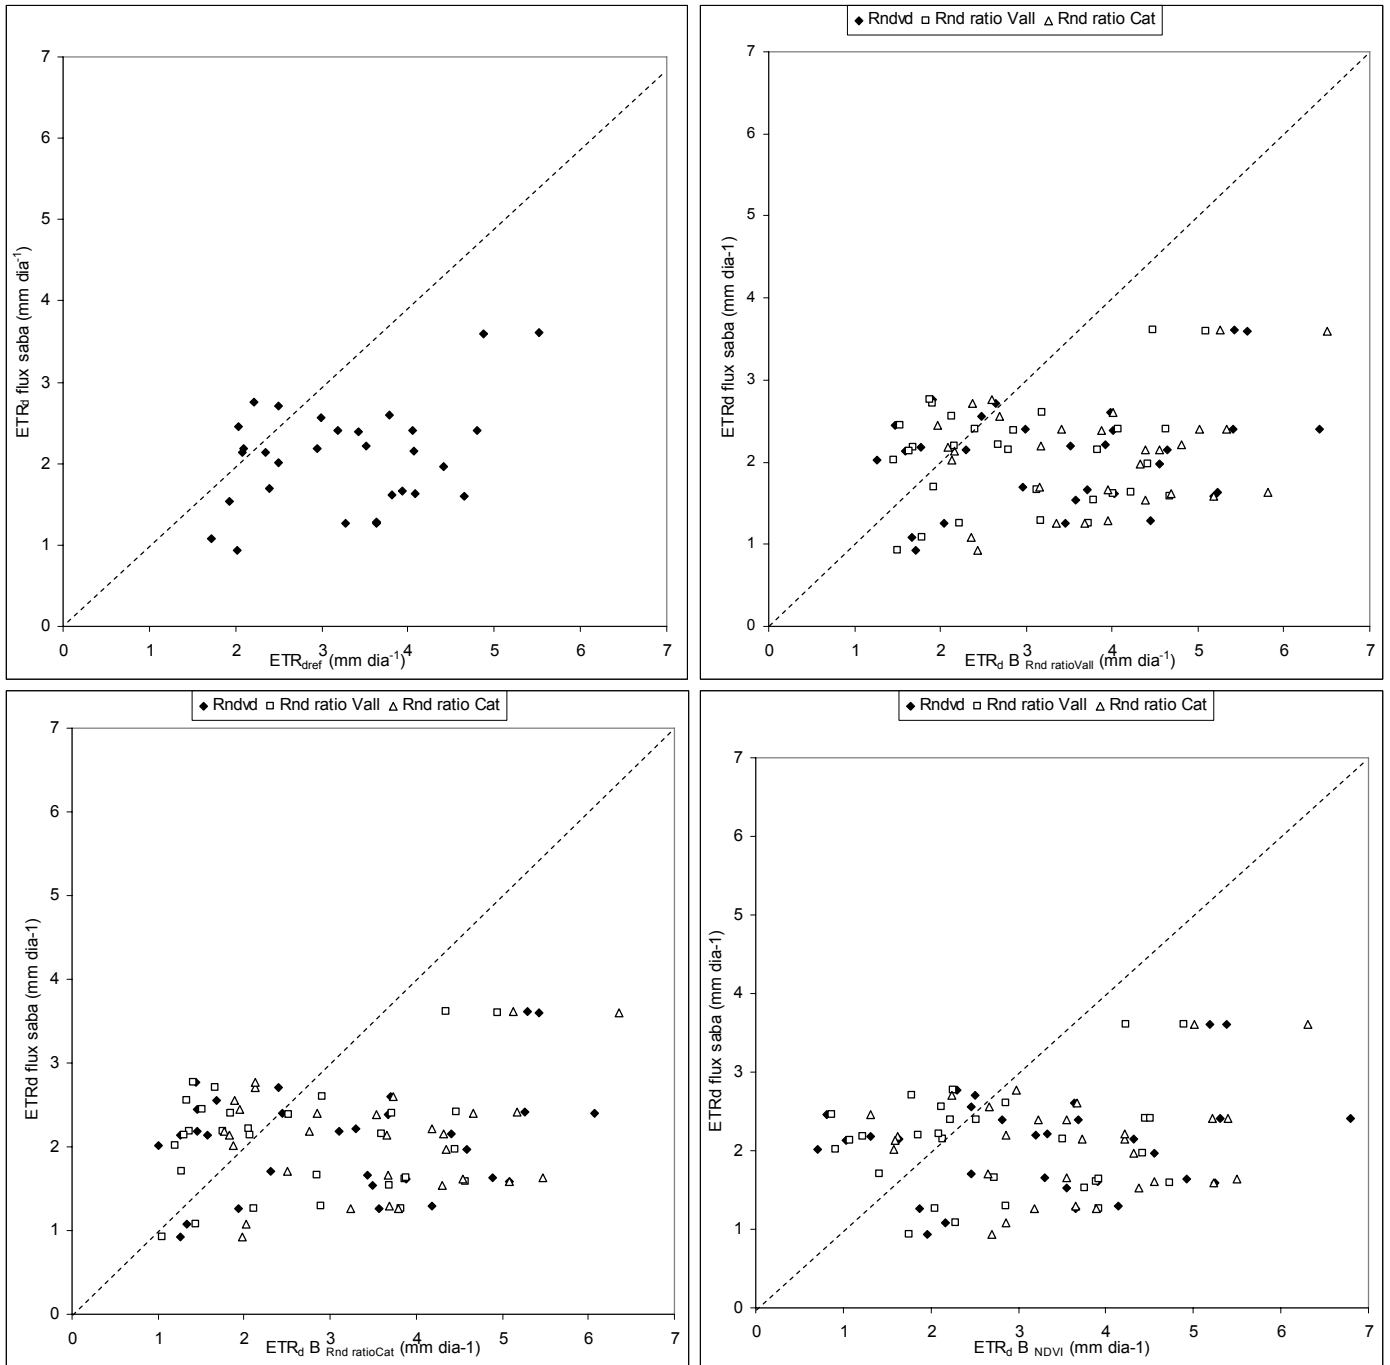 7
6
5
4
3
2
1
0
ETRd flux saba (mm dia-1)
0 1 2 3 4 5 6 7
ETRdref (mm dia-1)
Rndvd Rnd ratio Vall Rnd ratio Cat
7
6
5
4
3
2
1
0
ETRd flux saba (mm dia-1)
0 1 2 3 4 5 6 7
ETRd B Rnd ratioVall (mm dia-1)
Rndvd Rnd ratio Vall Rnd ratio Cat
7
6
5
4
3
2
1
0
ETRd flux saba (mm dia-1)
0 1 2 3 4 5 6 7
ETRd B Rnd ratioCat (mm dia-1)
Rndvd Rnd ratio Vall Rnd ratio Cat
7
6
5
4
3
2
1
0
ETRd flux saba (mm dia-1)
0 1 2 3 4 5 6 7
ETRd B NDVI (mm dia-1)